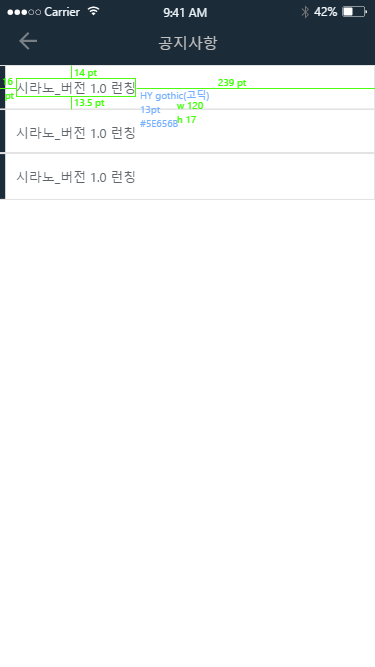 Carrier 9:41 AM 42%
공지사항
14 pt
16 pt
시라노_버전 1.0 런칭
239 pt
13.5 pt
HY gothic(고딕)
13pt
#5E656B
w 120
h 17
시라노_버전 1.0 런칭
시라노_버전 1.0 런칭